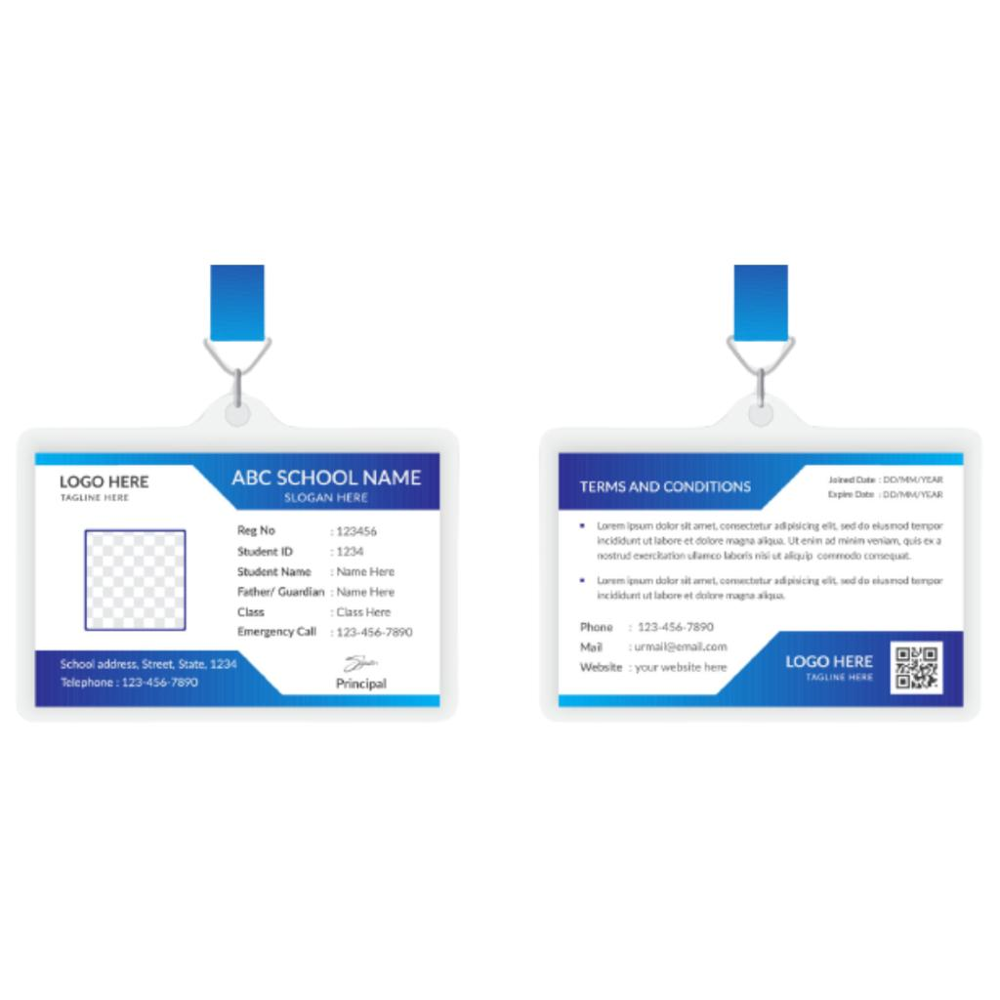 LOGO HERE
TAGLINE HERE
ABC SCHOOL NAME
SLOGAN HERE
Reg No : 123456
Student ID : 1234
Student Name : Name Here
Father/ Guardian : Name Here
Class : Class Here
Emergency Call : 123-456-7890
School address, Street, State, 1234
Telephone : 123-456-7890
Principal
TERMS AND CONDITIONS
Joined Date : DD/MM/YEAR
Expire Date : DD/MM/YEAR
Lorem ipsum dolor sit amet, consectetur adipisicing elit, sed do eiusmod tempor
incididunt ut labore et dolore magna aliqua. Ut enim ad minim veniam, quis ex a
nostrud exercitation ullamco laboris nisi ut aliquip commodo consequat.
Lorem ipsum dolor sit amet, consectetur adipisicing elit, sed do eiusmod tempor
incididunt ut labore et dolore magna aliqua.
Phone : 123-456-7890
Mail : urmail@email.com
Website : your website here
LOGO HERE
TAGLINE HERE